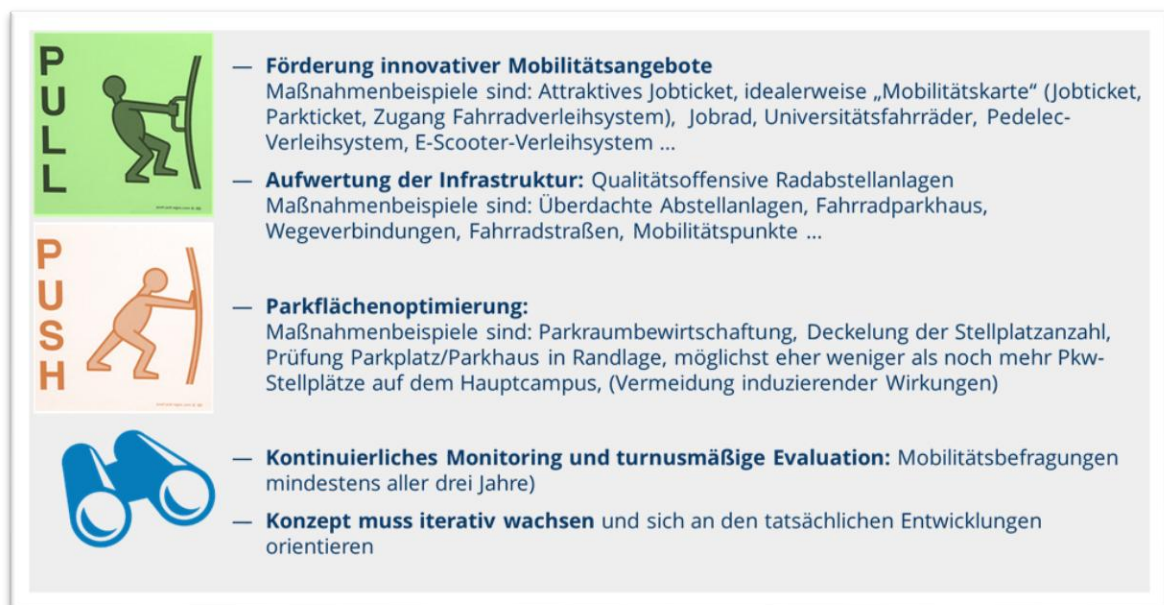 PULL
— Förderung innovativer Mobilitätsangebote
Maßnahmenbeispiele sind: Attraktives Jobticket, idealerweise „Mobilitätskarte“ (Jobticket,
Parkticket, Zugang Fahrradverleihsystem), Jobrad, Universitätsfahrräder, Pedelec-
Verleihsystem, E-Scooter-Verleihsystem ...
— Aufwertung der Infrastruktur: Qualitätsoffensive Radabstellanlagen
Maßnahmenbeispiele sind: Überdachte Abstellanlagen, Fahrradparkhaus,
Wegeverbindungen, Fahrradstraßen, Mobilitätspunkte ...
PUSH
— Parkflächenoptimierung:
Maßnahmenbeispiele sind: Parkraumbewirtschaftung, Deckelung der Stellplatzanzahl,
Prüfung Parkplatz/Parkhaus in Randlage, möglichst eher weniger als noch mehr Pkw-
Stellplätze auf dem Hauptcampus, (Vermeidung induzierender Wirkungen)
— Kontinuierliches Monitoring und turnusmäßige Evaluation: Mobilitätsbefragungen
mindestens aller drei Jahre)
— Konzept muss iterativ wachsen und sich an den tatsächlichen Entwicklungen
orientieren